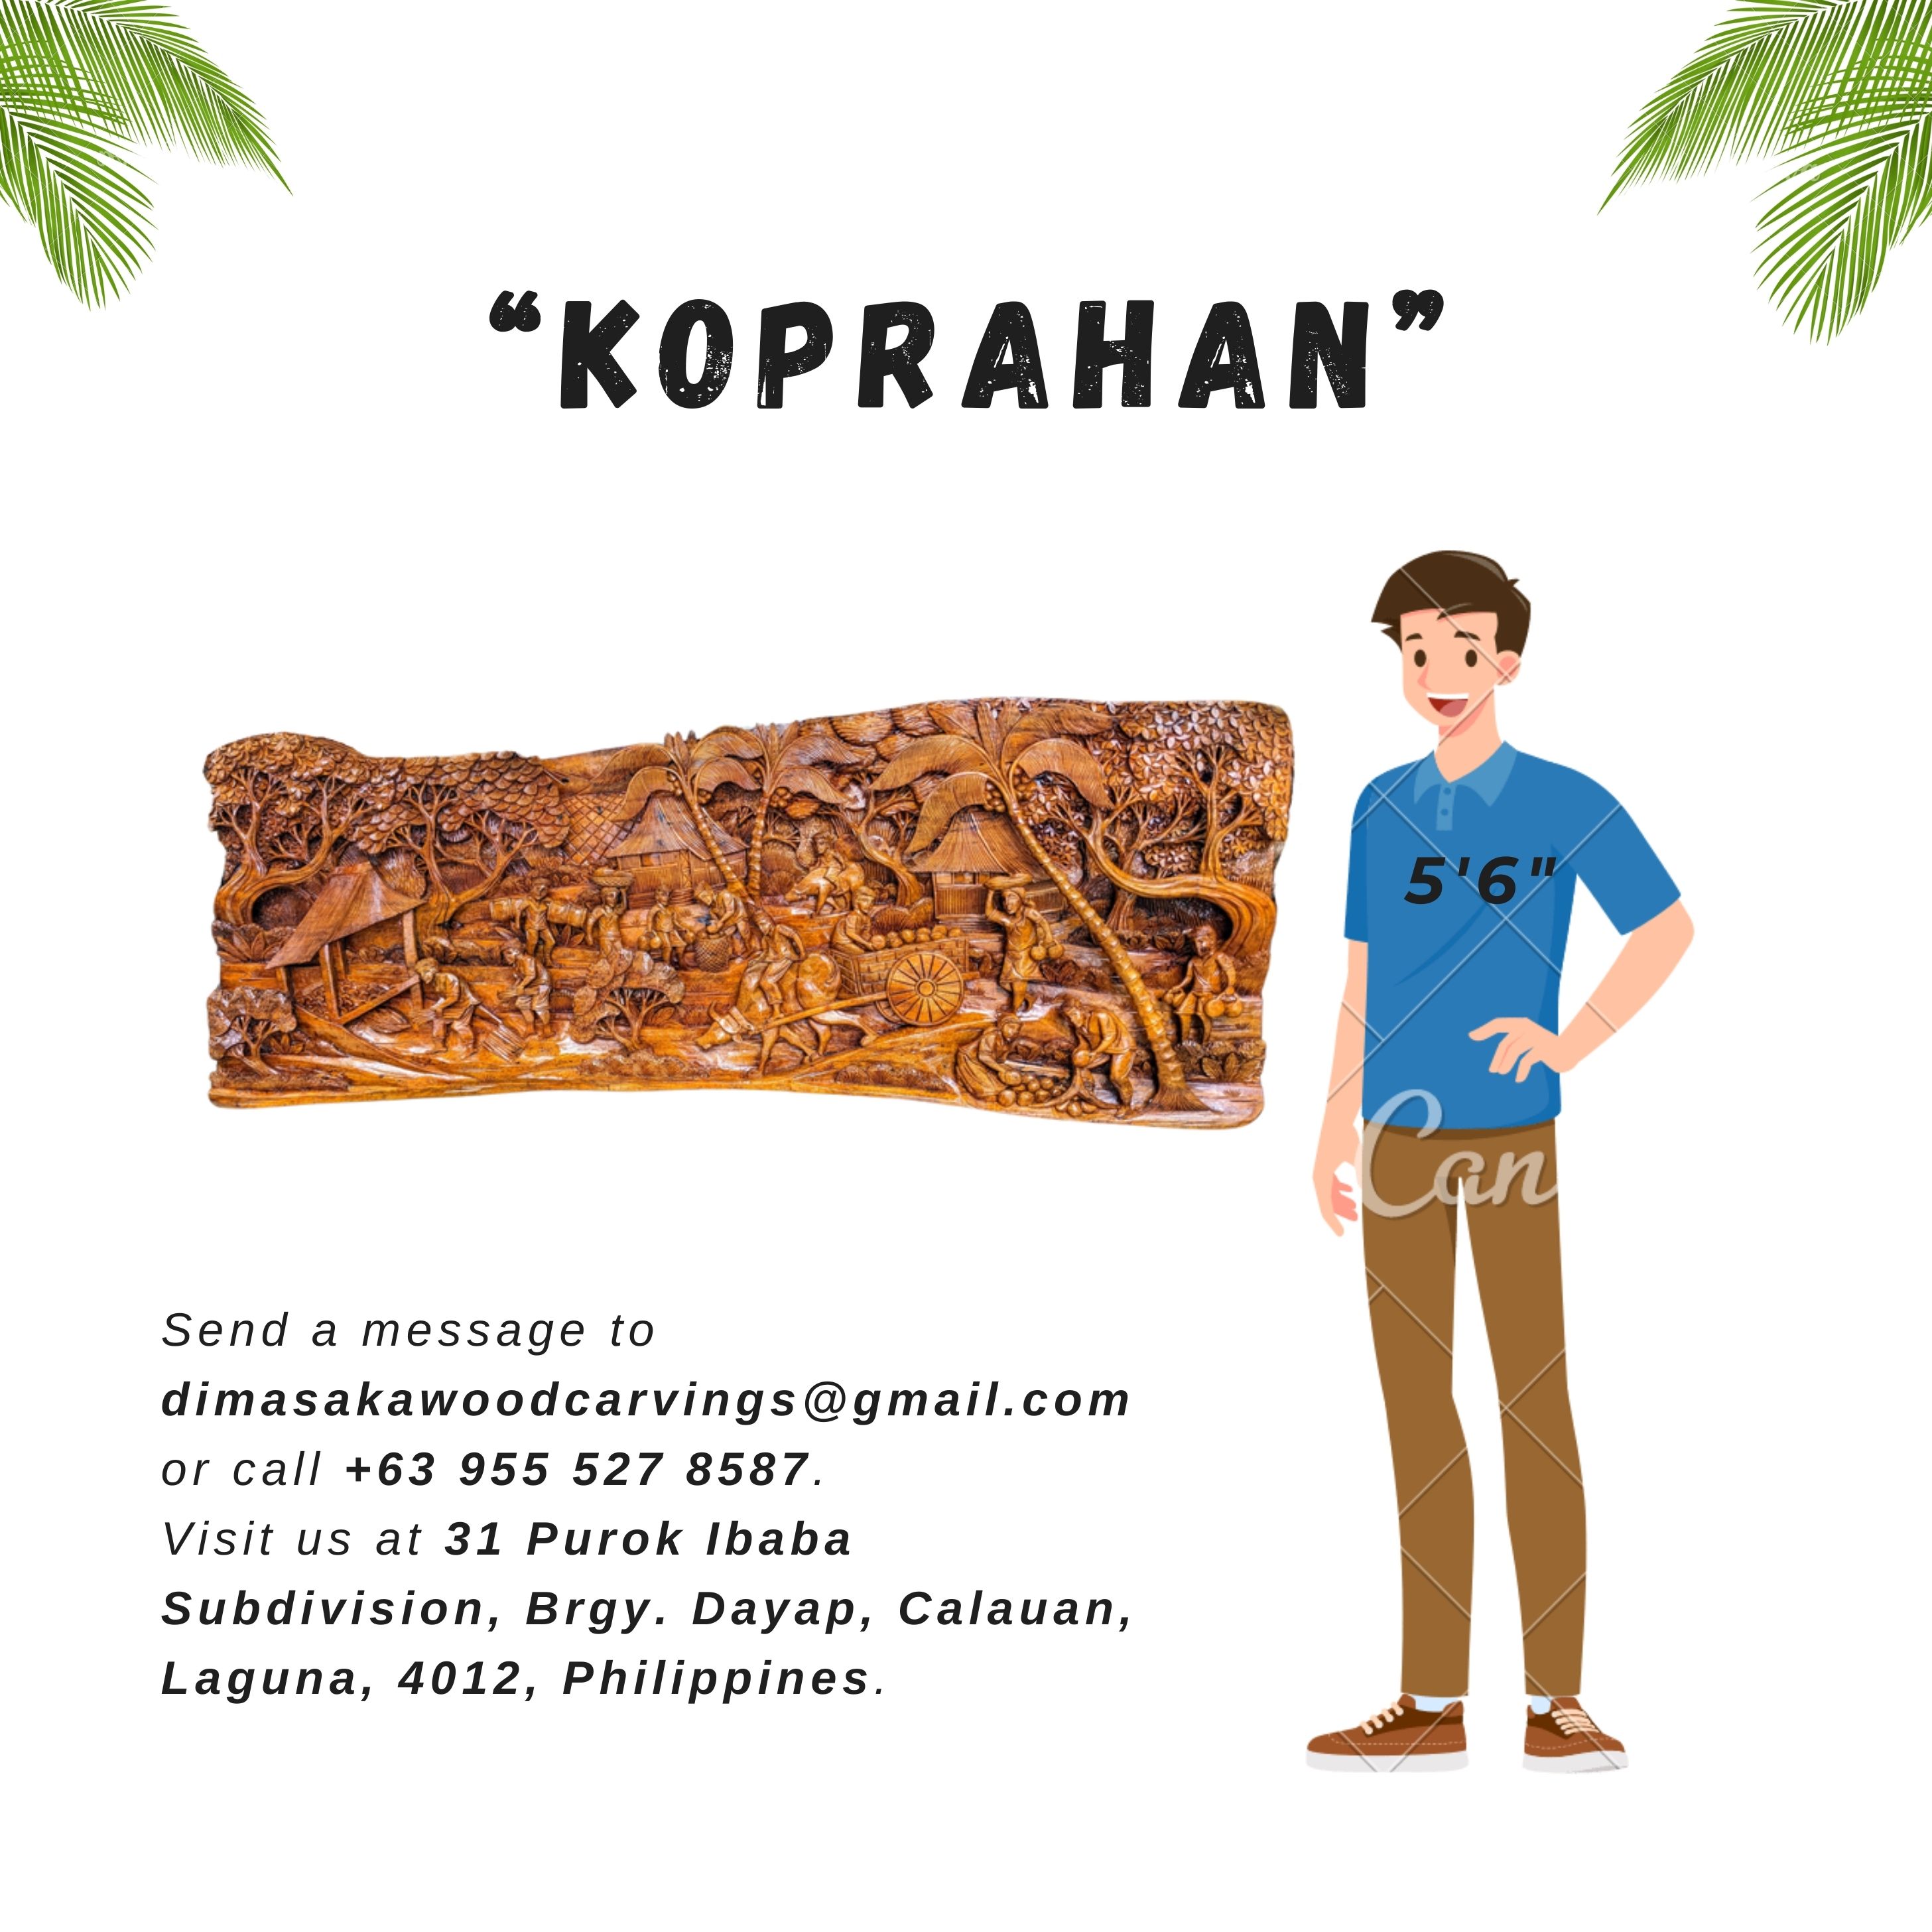 “KOPRAHAN”
5'6"
Can
Send a message to
dimasakawoodcarvings@gmail.com
or call +63 955 527 8587.
Visit us at 31 Purok Ibaba
Subdivision, Brgy. Dayap, Calauan,
Laguna, 4012, Philippines.